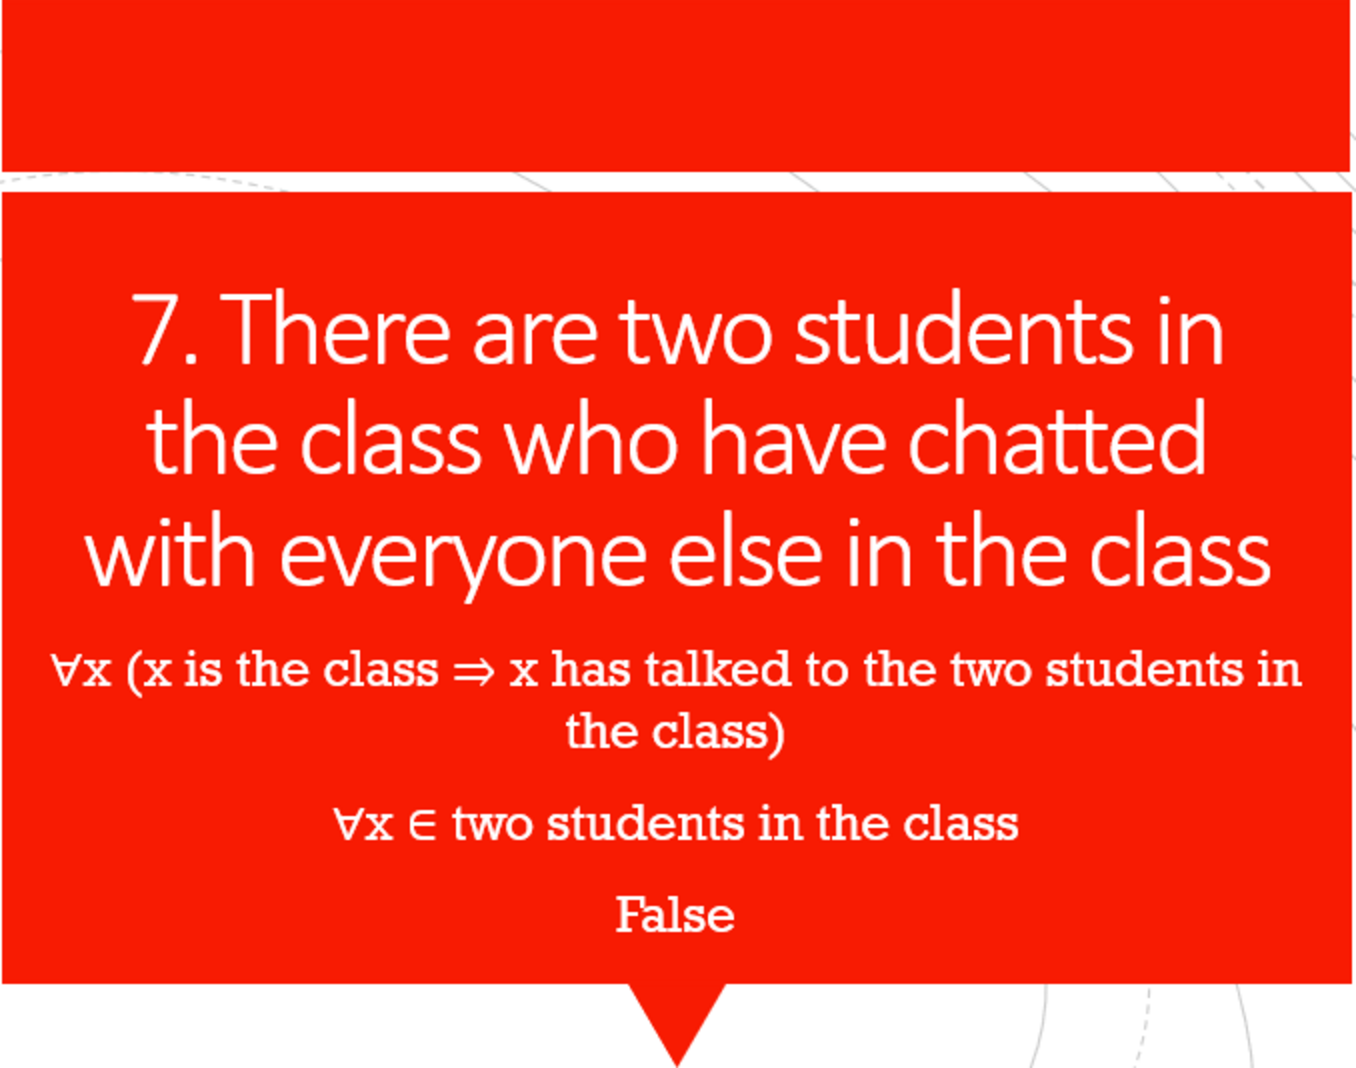 7. There are two students in
the class who have chatted
with everyone else in the class
∀x (x is the class ⇒ x has talked to the two students in
the class)
∀x ∈ two students in the class
False